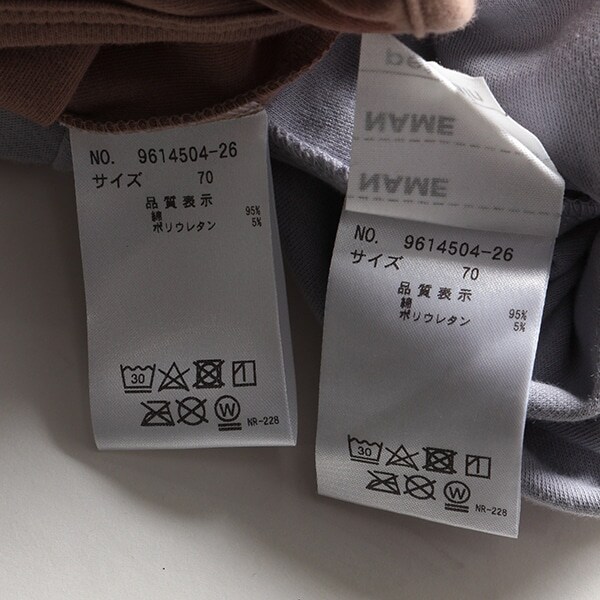 NO. 9614504-26
サイズ 70
品質表示
綿 95%
ポリウレタン 5%
30
W
NR-228
NAME
NAME
NO. 9614504-26
サイズ 70
品質表示
綿 95%
ポリウレタン 5%
30
W
NR-228